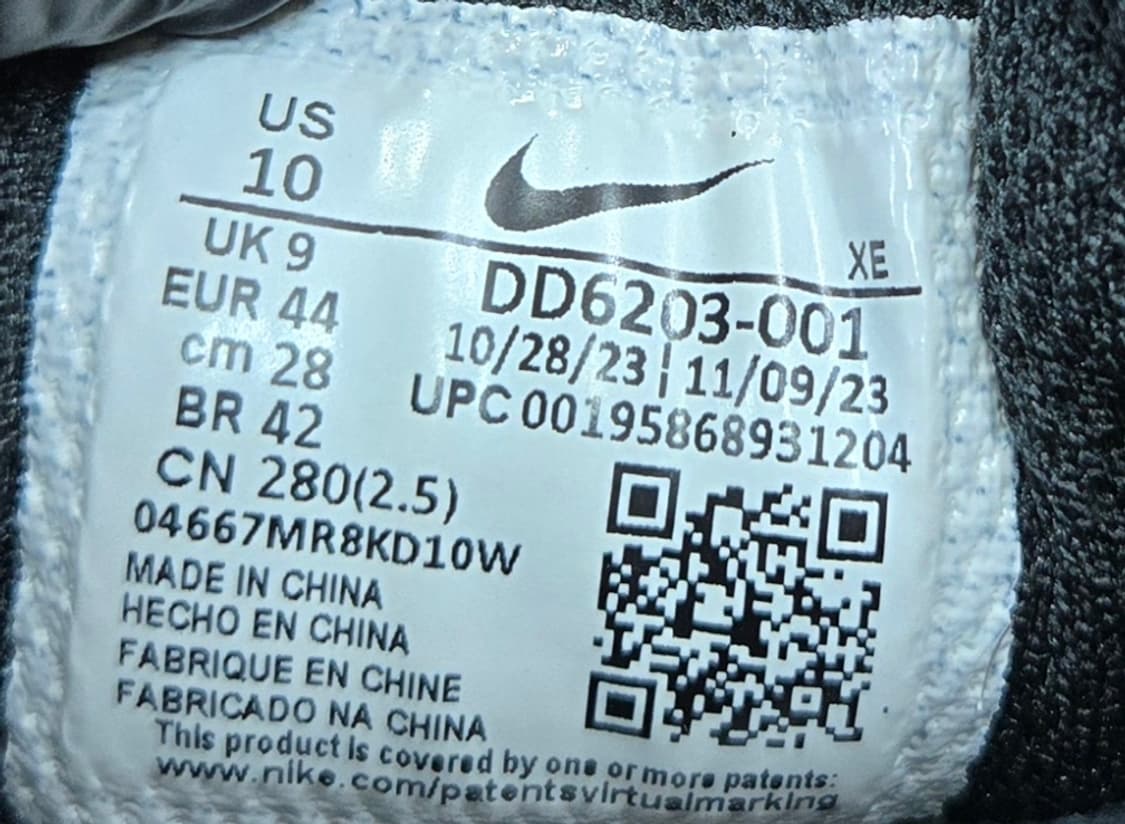 US
10
UK 9
EUR 44
cm 28
BR 42
CN 280(2.5)
04667MR8KD10W
MADE IN CHINA
HECHO EN CHINA
FABRIQUE EN CHINE
FABRICADO NA CHINA
XE
DD6203-001
10/28/23 | 11/09/23
UPC 00195868931204
This product is covered by one or more patents:
www.nike.com/patentsvirtualmarking